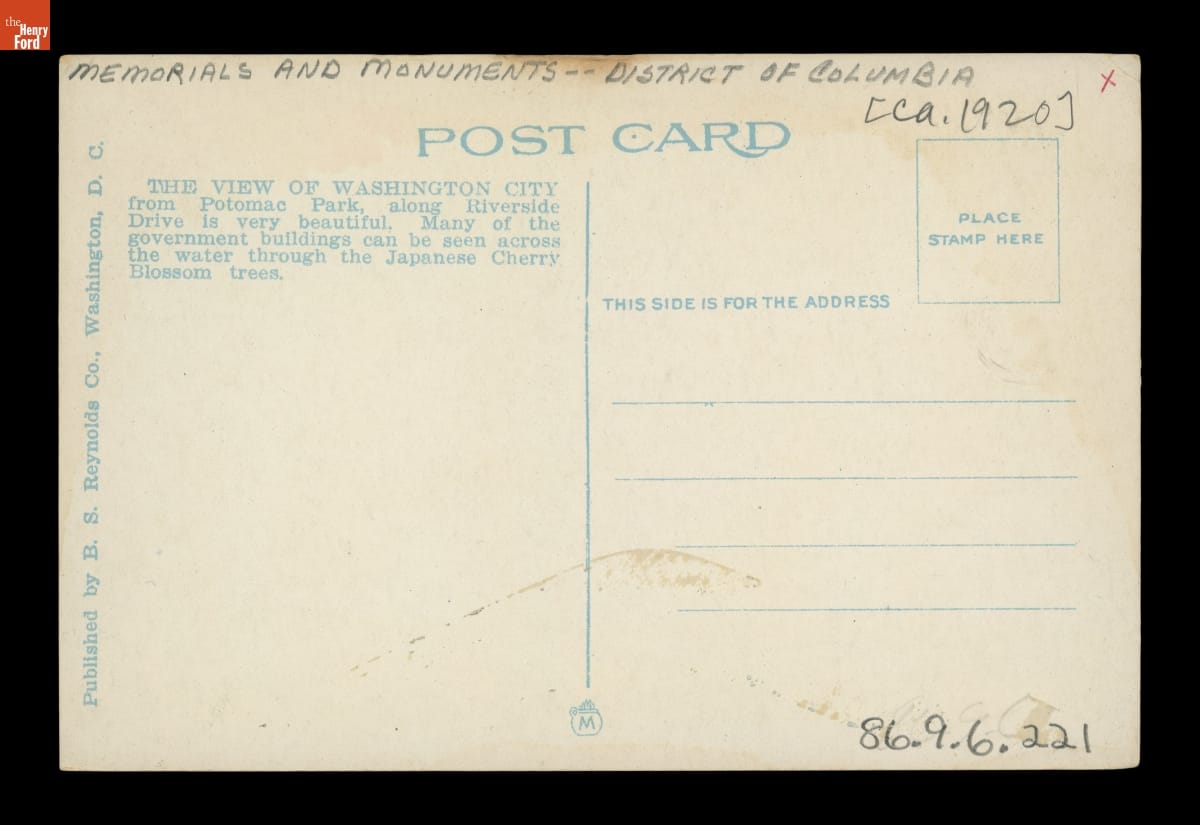 the
Henry
Ford
MEMORIALS AND MONUMENTS -- DISTRICT OF COLUMBIA
x
[ca. 1920]
POST CARD
THE VIEW OF WASHINGTON CITY
from Potomac Park, along Riverside
Drive is very beautiful. Many of the
government buildings can be seen across
the water through the Japanese Cherry
Blossom trees.
Published by B. S. Reynolds Co., Washington, D. C.
PLACE
STAMP HERE
THIS SIDE IS FOR THE ADDRESS
M
86.9.6.221